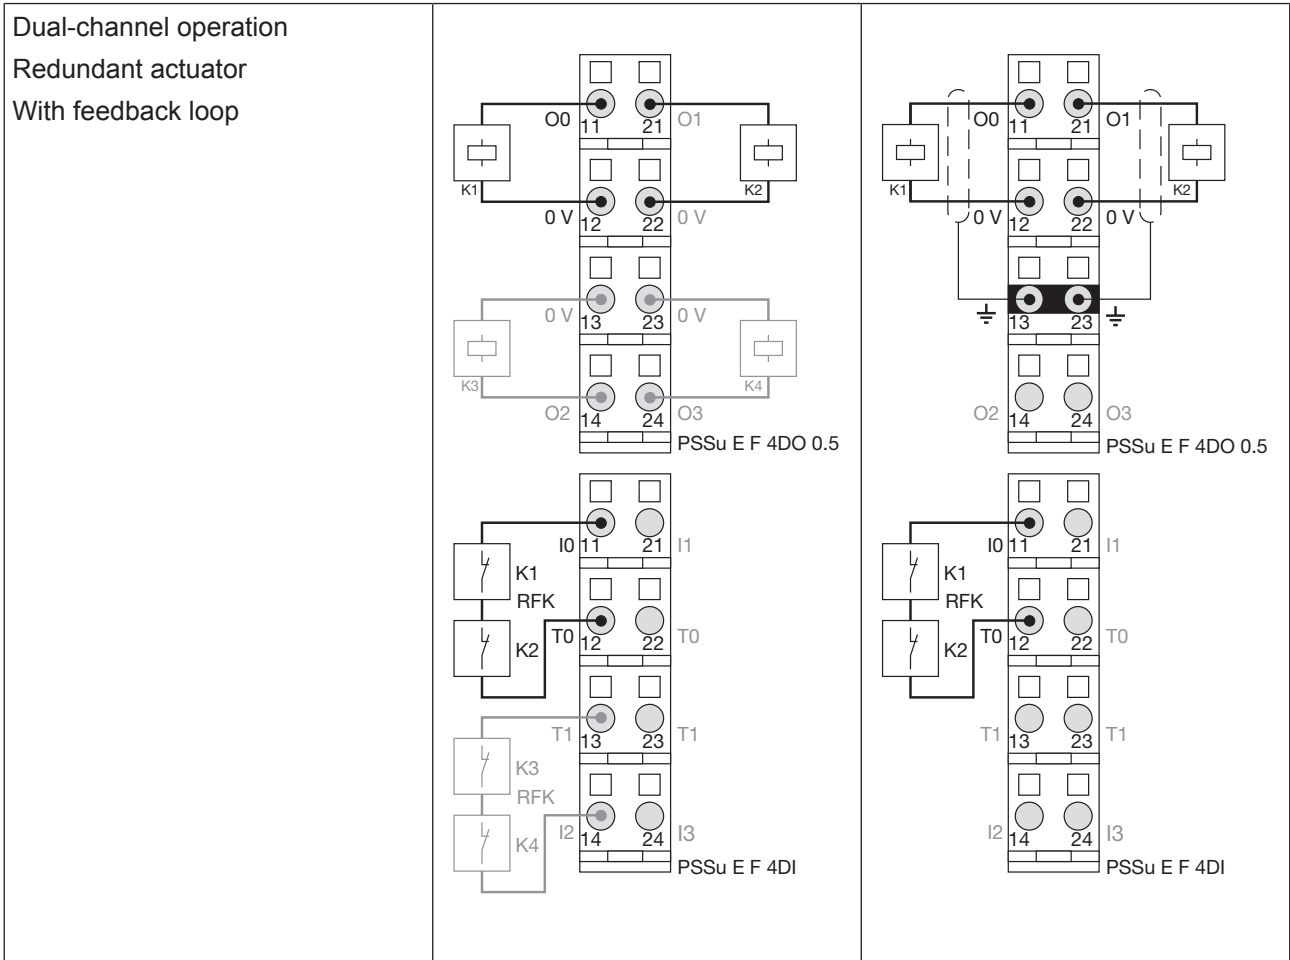 Dual-channel operation
Redundant actuator
With feedback loop
O0 11 21 O1
K1 K2
0 V 12 22 0 V
0 V 13 23 0 V
K3 K4
O2 14 24 O3
PSSu E F 4DO 0.5
I0 11 21 I1
K1
RFK
T0 12 22 T0
K2
T1 13 23 T1
K3
RFK
I2 14 24 I3
K4
PSSu E F 4DI
O0 11 21 O1
K1 K2
0 V 12 22 0 V
13 23
O2 14 24 O3
PSSu E F 4DO 0.5
I0 11 21 I1
K1
RFK
T0 12 22 T0
K2
T1 13 23 T1
I2 14 24 I3
PSSu E F 4DI